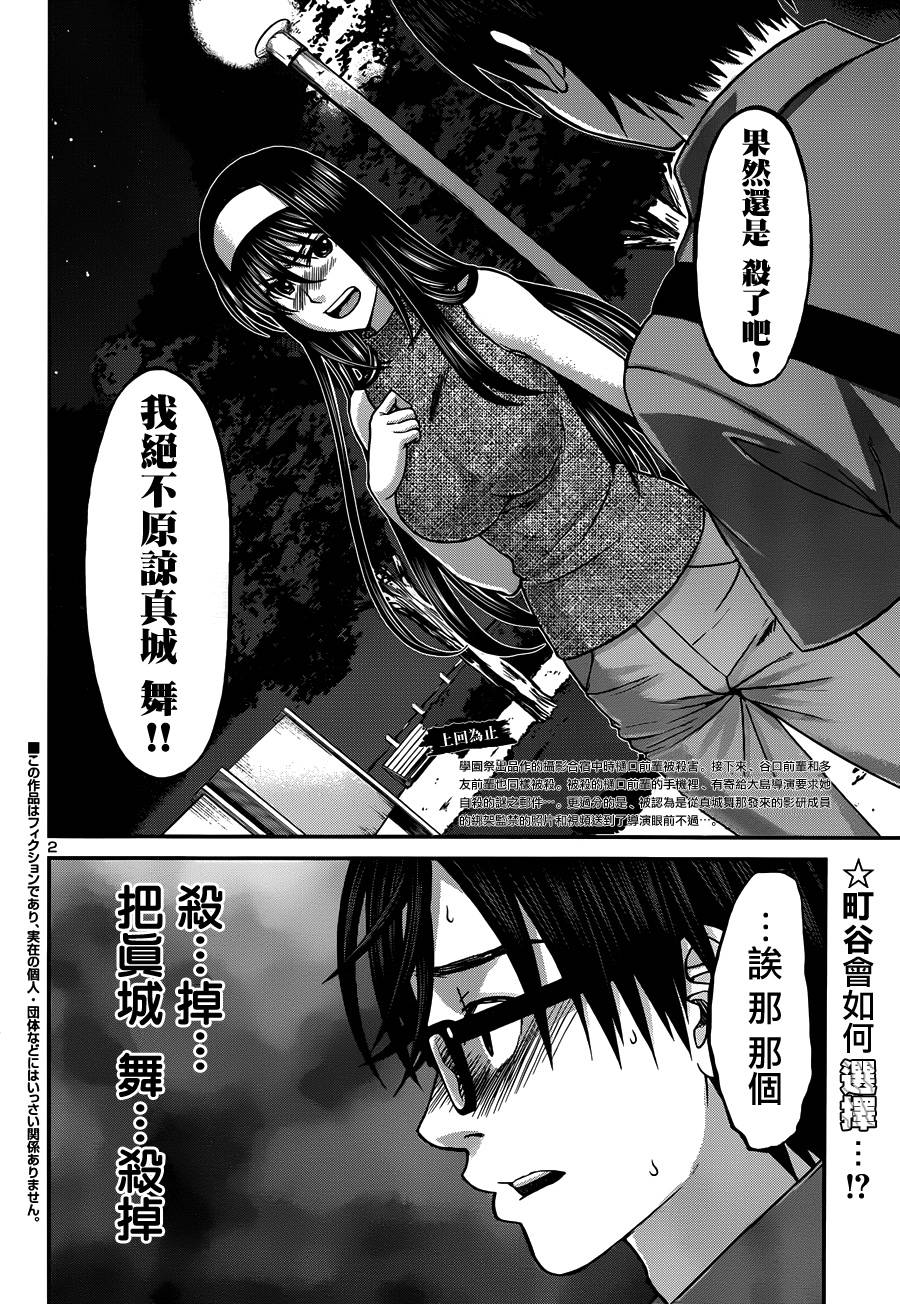 果然還是 殺了吧！
我絕不原諒真城 舞!!
上回為止
學園祭出品作的攝影合宿中時樋口前輩被殺害、接下來、谷口前輩和多
友前輩也同樣被殺。被殺的樋口前輩的手機裡、有寄給大島導演要求她
自殺的謎之郵件…。更過分的是、被認為是從真城舞那發來的影研成員
的綁架監禁的照片和視頻送到了導演眼前不過…。
2
■この作品はフィクションであり、実在の個人・団体などにはいっさい関係ありません。
☆町谷會如何選擇…!?
…誒 那 那個
殺…掉…
把眞城 舞…殺掉